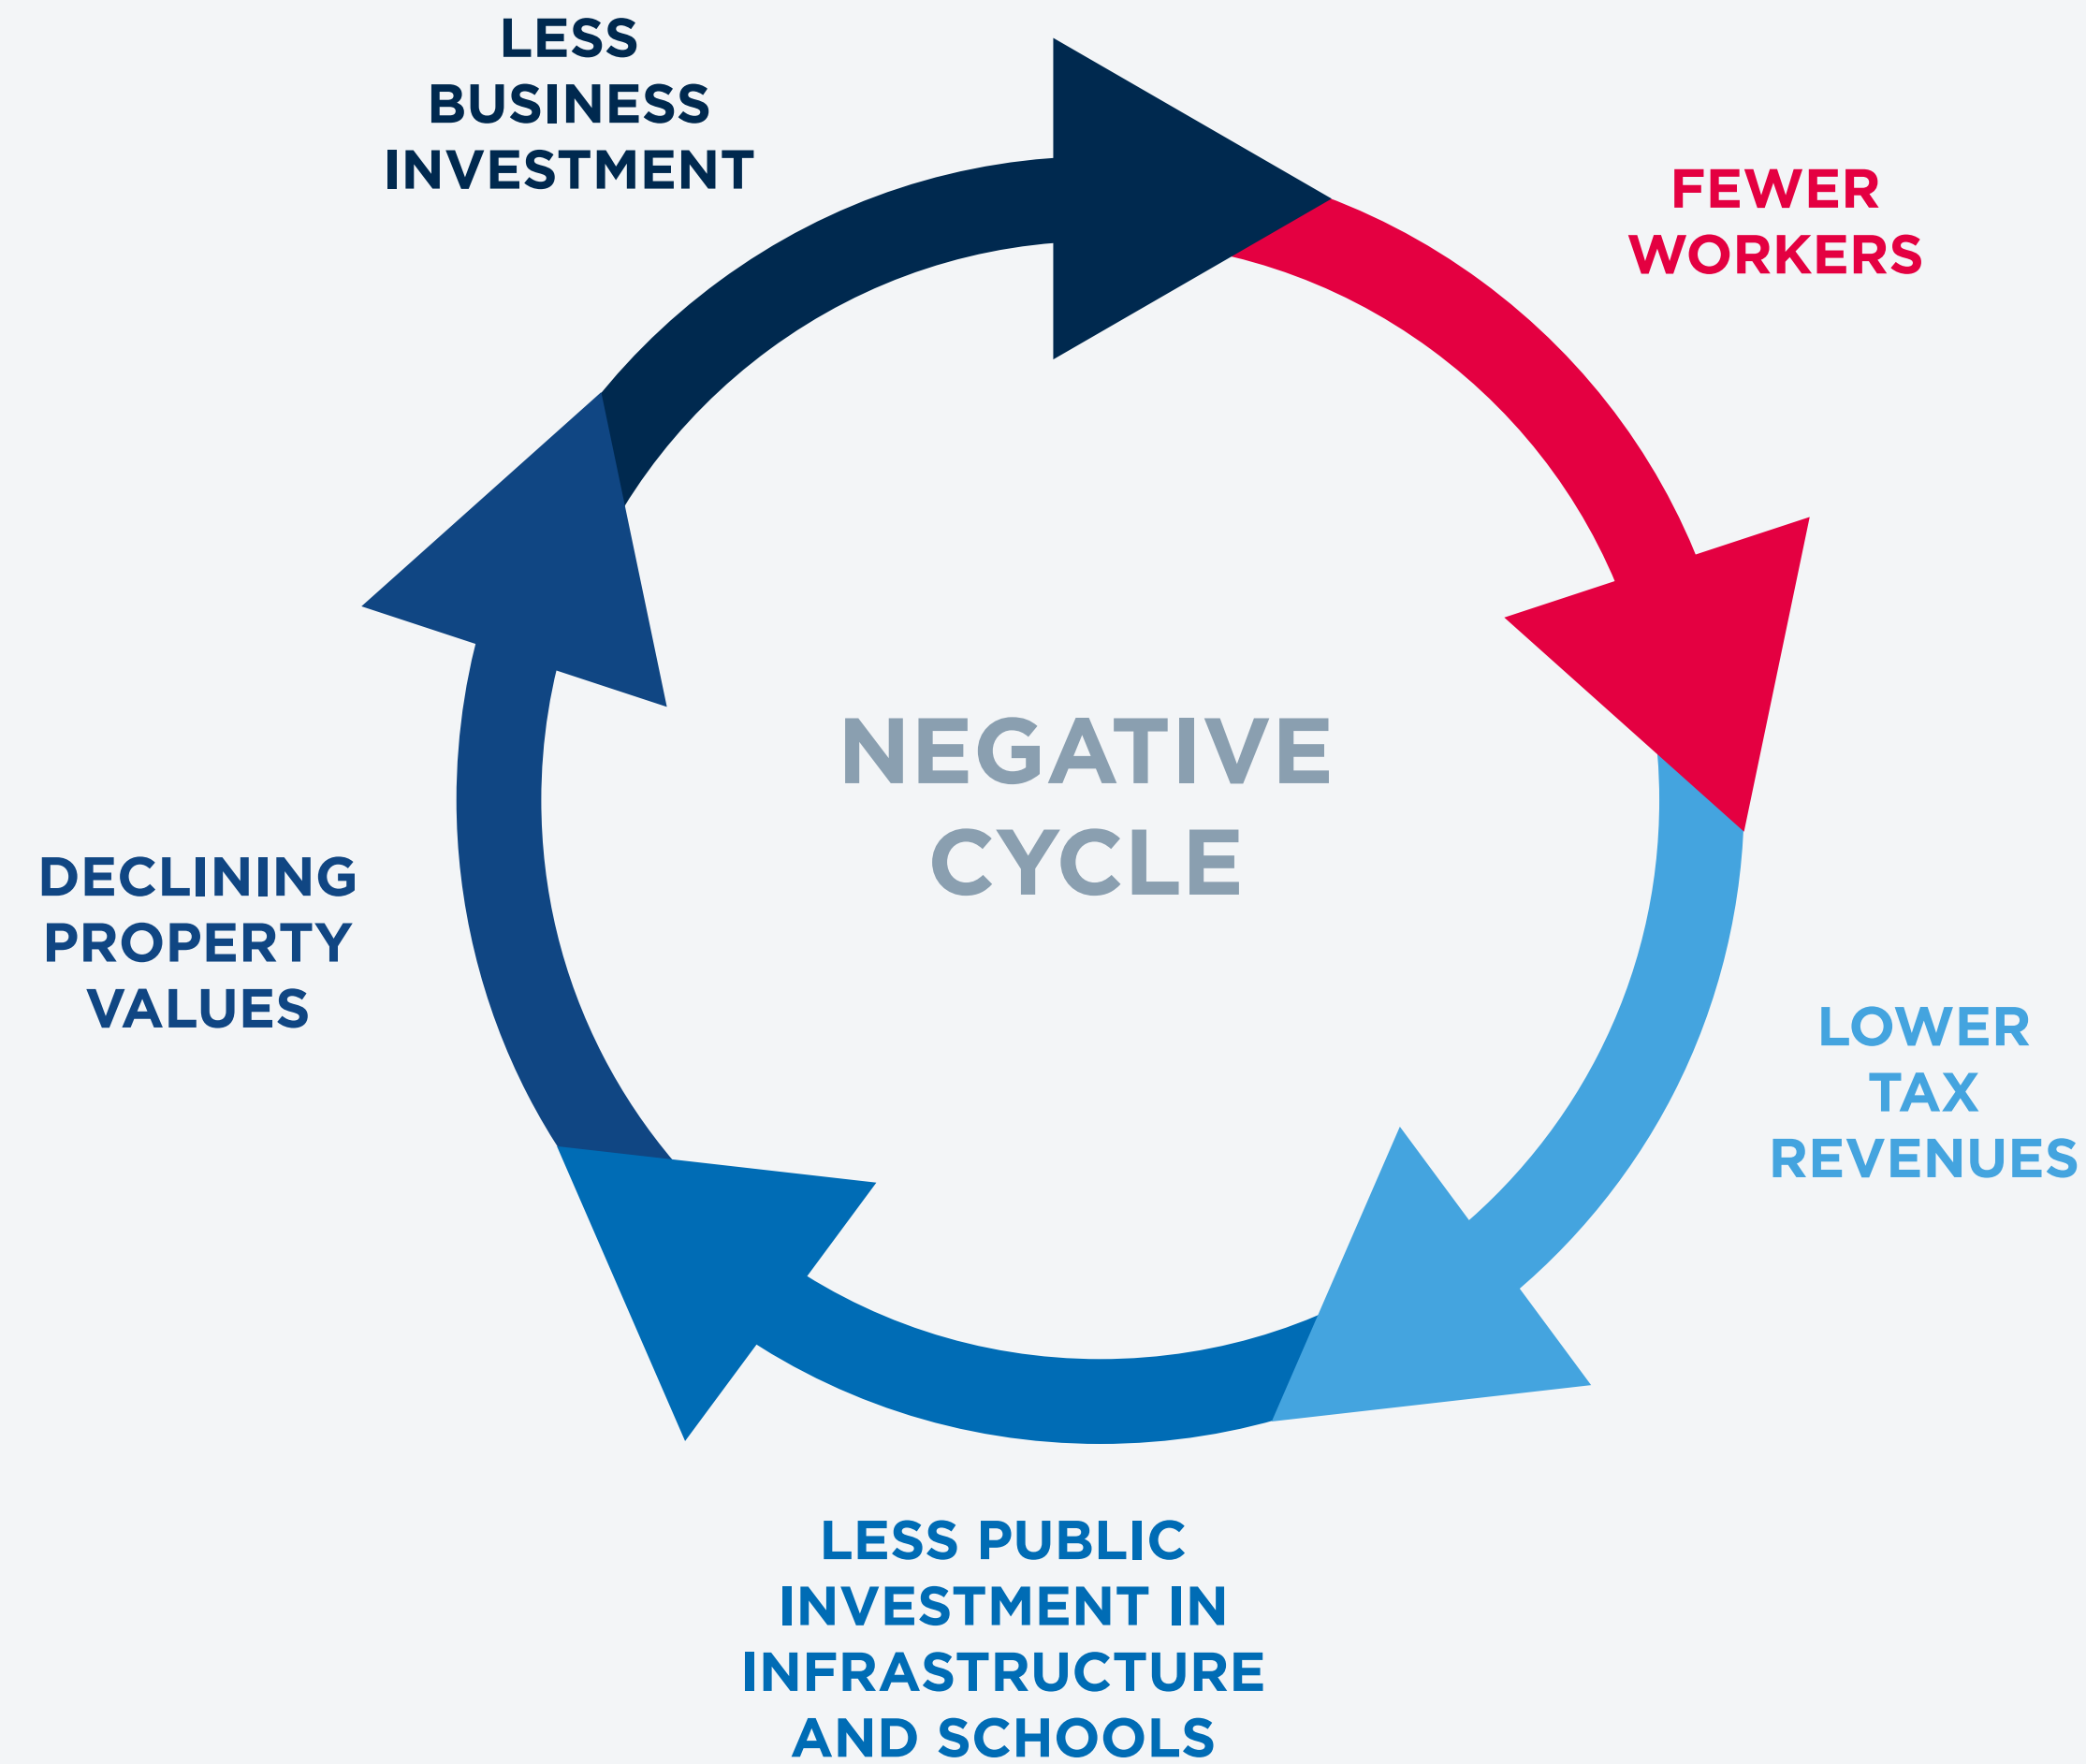 LESS
BUSINESS
INVESTMENT
FEWER
WORKERS
NEGATIVE
CYCLE
DECLINING
PROPERTY
VALUES
LOWER
TAX
REVENUES
LESS PUBLIC
INVESTMENT IN
INFRASTRUCTURE
AND SCHOOLS